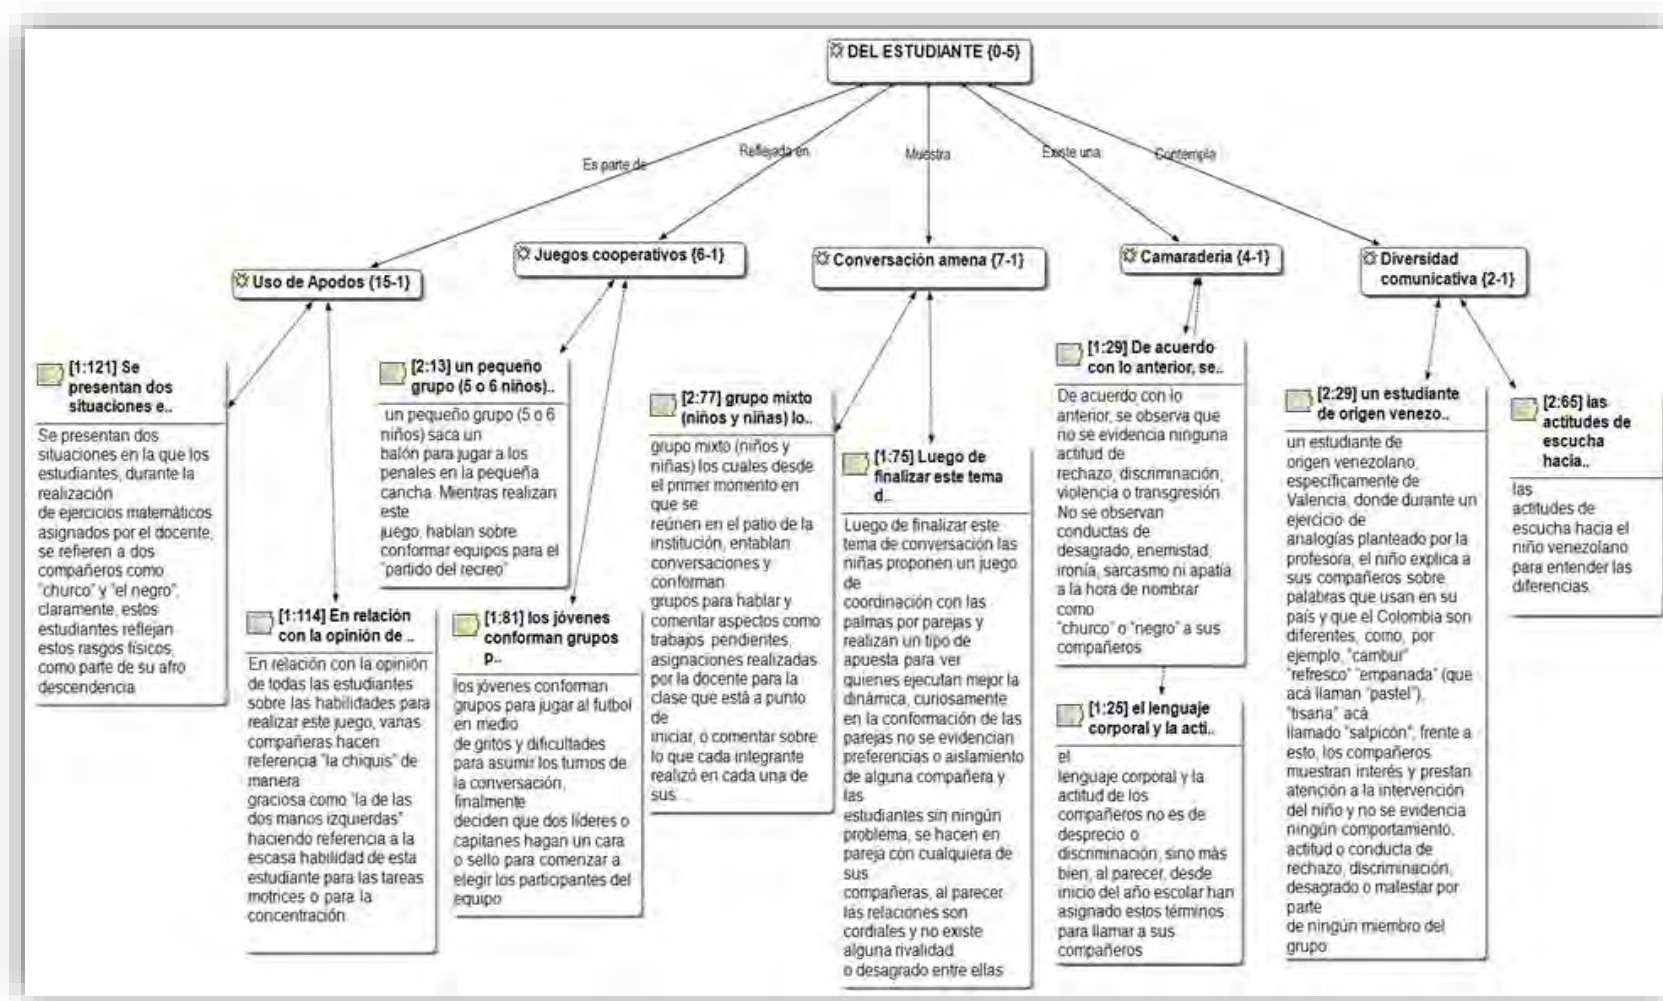 DEL ESTUDIANTE {0-5}
Es parte de
Reflejada en
Muestra
Existe una
Contempla
Uso de Apodos {15-1}
Juegos cooperativos {6-1}
Conversación amena {7-1}
Camaraderia {4-1}
Diversidad
comunicativa {2-1}
[1:121] Se
presentan dos
situaciones e..
Se presentan dos
situaciones en la que los
estudiantes, durante la
realización
de ejercicios matemáticos
asignados por el docente,
se refieren a dos
compañeros como
"churco" y "el negro",
claramente, estos
estudiantes reflejan
estos rasgos físicos,
como parte de su afro
descendencia
[1:114] En relación
con la opinión de ..
En relación con la opinión
de todas las estudiantes
sobre las habilidades para
realizar este juego, varias
compañeras hacen
referencia "la chiquis" de
manera
graciosa como "la de las
dos manos izquierdas"
haciendo referencia a la
escasa habilidad de esta
estudiante para las tareas
motrices o para la
concentración
[2:13] un pequeño
grupo (5 o 6 niños)..
un pequeño grupo (5 o 6
niños) saca un
balón para jugar a los
penales en la pequeña
cancha. Mientras realizan
este
juego, hablan sobre
conformar equipos para el
"partido del recreo"
[1:81] los jóvenes
conforman grupos
p..
los jóvenes conforman
grupos para jugar al futbol
en medio
de gritos y dificultades
para asumir los turnos de
la conversación,
finalmente
deciden que dos líderes o
capitanes hagan un cara
o sello para comenzar a
elegir los participantes del
equipo
[2:77] grupo mixto
(niños y niñas) lo..
grupo mixto (niños y
niñas) los cuales desde
el primer momento en
que se
reúnen en el patio de la
institución, entablan
conversaciones y
conforman
grupos para hablar y
comentar aspectos como
trabajos pendientes,
asignaciones realizadas
por la docente para la
clase que está a punto
de
iniciar, o comentar sobre
lo que cada integrante
realizó en cada una de
sus...
[1:75] Luego de
finalizar este tema
d..
Luego de finalizar este
tema de conversación las
niñas proponen un juego
de
coordinación con las
palmas por parejas y
realizan un tipo de
apuesta para ver
quienes ejecutan mejor la
dinámica, curiosamente
en la conformación de las
parejas no se evidencian
preferencias o aislamiento
de alguna compañera y
las
estudiantes sin ningún
problema, se hacen en
pareja con cualquiera de
sus
compañeras, al parecer
las relaciones son
cordiales y no existe
alguna rivalidad
o desagrado entre ellas
[1:29] De acuerdo
con lo anterior, se..
De acuerdo con lo
anterior, se observa que
no se evidencia ninguna
actitud de
rechazo, discriminación,
violencia o transgresión
No se observan
conductas de
desagrado, enemistad,
ironía, sarcasmo ni apatía
a la hora de nombrar
como
"churco" o "negro" a sus
compañeros
[1:25] el lenguaje
corporal y la acti..
el
lenguaje corporal y la
actitud de los
compañeros no es de
desprecio o
discriminación, sino más
bien, al parecer, desde
inicio del año escolar han
asignado estos términos
para llamar a sus
compañeros
[2:29] un estudiante
de origen venezo..
un estudiante de
origen venezolano,
específicamente de
Valencia, donde durante un
ejercicio de
analogías planteado por la
profesora, el niño explica a
sus compañeros sobre
palabras que usan en su
país y que el Colombia son
diferentes, como, por
ejemplo, "cambur"
"refresco" "empanada" (que
acá llaman "pastel"),
"tisana" acá
llamado "salpicón", frente a
esto, los compañeros
muestran interés y prestan
atención a la intervención
del niño y no se evidencia
ningún comportamiento,
actitud o conducta de
rechazo, discriminación,
desagrado o malestar por
parte
de ningún miembro del
grupo
[2:65] las
actitudes de
escucha
hacia..
las
actitudes de
escucha hacia el
niño venezolano
para entender las
diferencias.